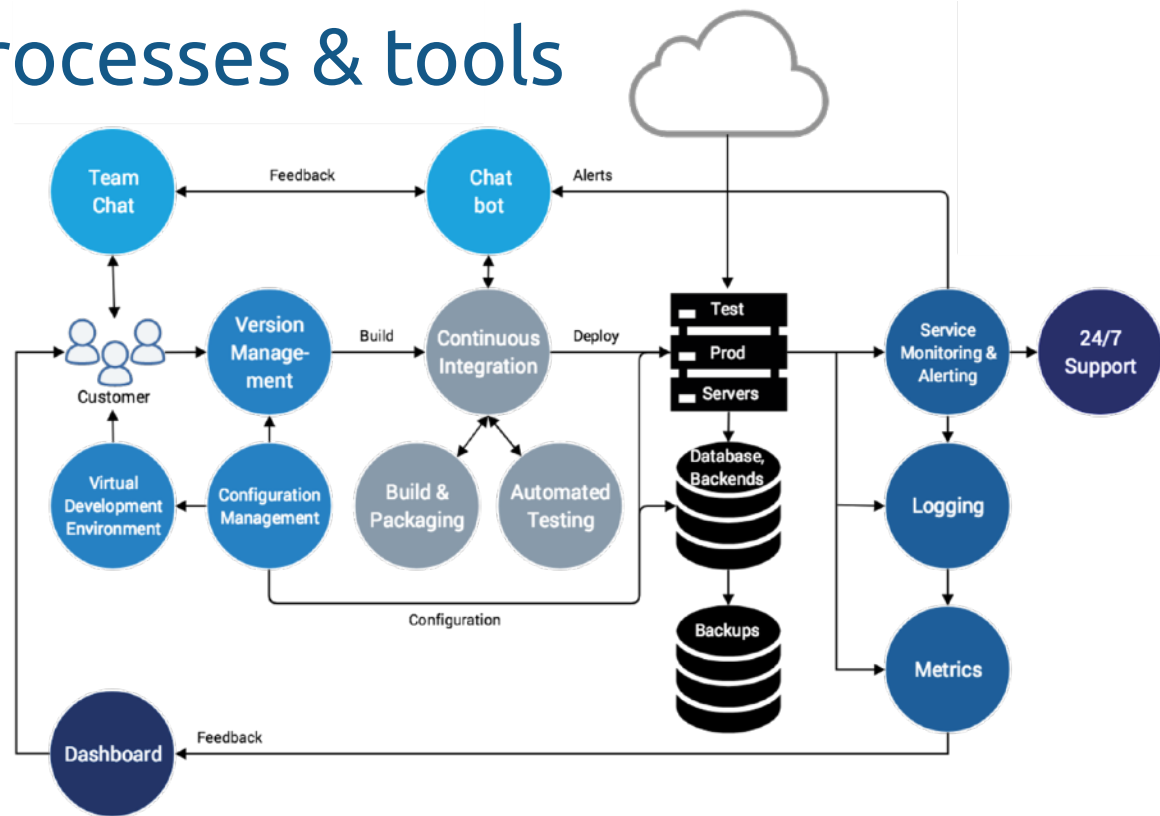 rocesses & tools
Team
Chat
Feedback
Chat
bot
Alerts
Customer
Version
Manage-
ment
Build
Continuous
Integration
Deploy
Test
Prod
Servers
Service
Monitoring &
Alerting
24/7
Support
Virtual
Development
Environment
Configuration
Management
Build &
Packaging
Automated
Testing
Database,
Backends
Logging
Configuration
Backups
Metrics
Dashboard
Feedback